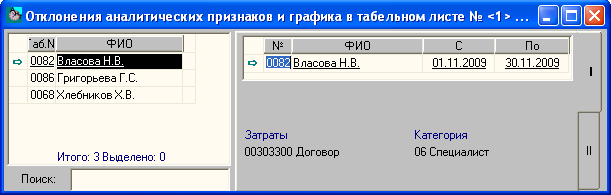 Отклонения аналитических признаков и графика в табельном листе № <1> ...
аб.N ФИО
0082 Власова Н.В.
0086 Григорьева Г.С.
0068 Хлебников Х.В.
Итого: 3 Выделено: 0
Поиск:
№ ФИО С По
0082 Власова Н.В. 01.11.2009 30.11.2009
Затраты Категория
00303300 Договор 06 Специалист
I
II